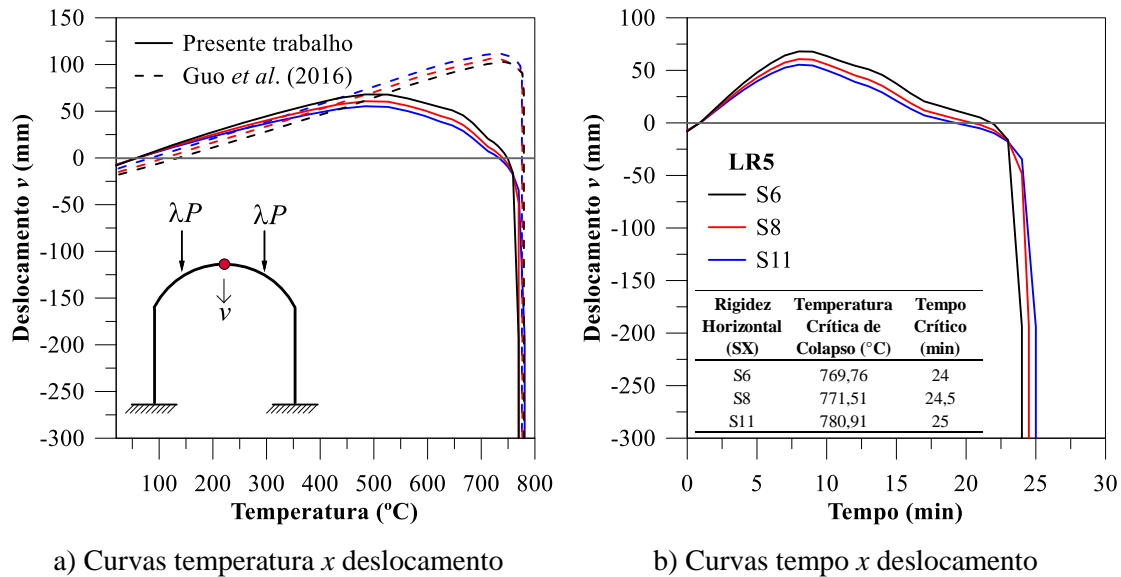 150
100
50
0
-50
-100
-150
-200
-250
-300
Deslocamento v (mm)
Presente trabalho
Guo et al. (2016)
λP λP
v
100 200 300 400 500 600 700 800
Temperatura (ºC)
a) Curvas temperatura x deslocamento
100
50
0
-50
-100
-150
-200
-250
-300
Deslocamento v (mm)
LR5
S6
S8
S11
Rigidez Temperatura Tempo
Horizontal Crítica de Crítico
(SX) Colapso (°C) (min)
S6 769,76 24
S8 771,51 24,5
S11 780,91 25
0 5 10 15 20 25 30
Tempo (min)
b) Curvas tempo x deslocamento